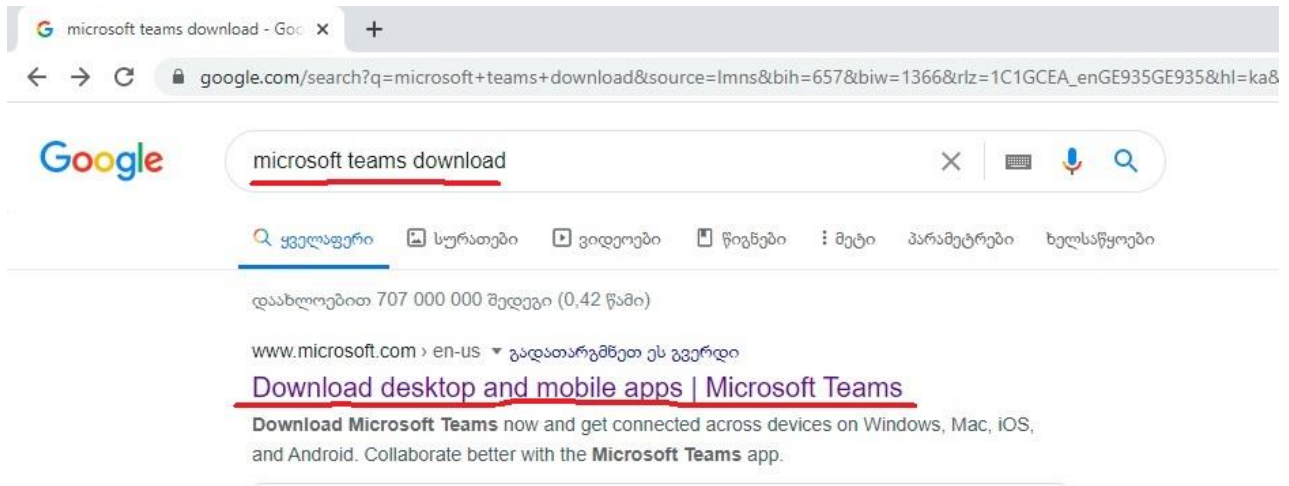 microsoft teams download - Goo
google.com/search?q=microsoft+teams+download&source=lmns&bih=657&biw=1366&rlz=1C1GCEA_enGE935GE935&hl=ka&
Google
microsoft teams download
ყველაფერი სურათები ვიდეოები წიგნები მეტი პარამეტრები ხელსაწყოები
დაახლოებით 707 000 000 შედეგი (0,42 წამი)
www.microsoft.com › en-us ▼ გადათარგმნეთ ეს გვერდი
Download desktop and mobile apps | Microsoft Teams
Download Microsoft Teams now and get connected across devices on Windows, Mac, iOS,
and Android. Collaborate better with the Microsoft Teams app.